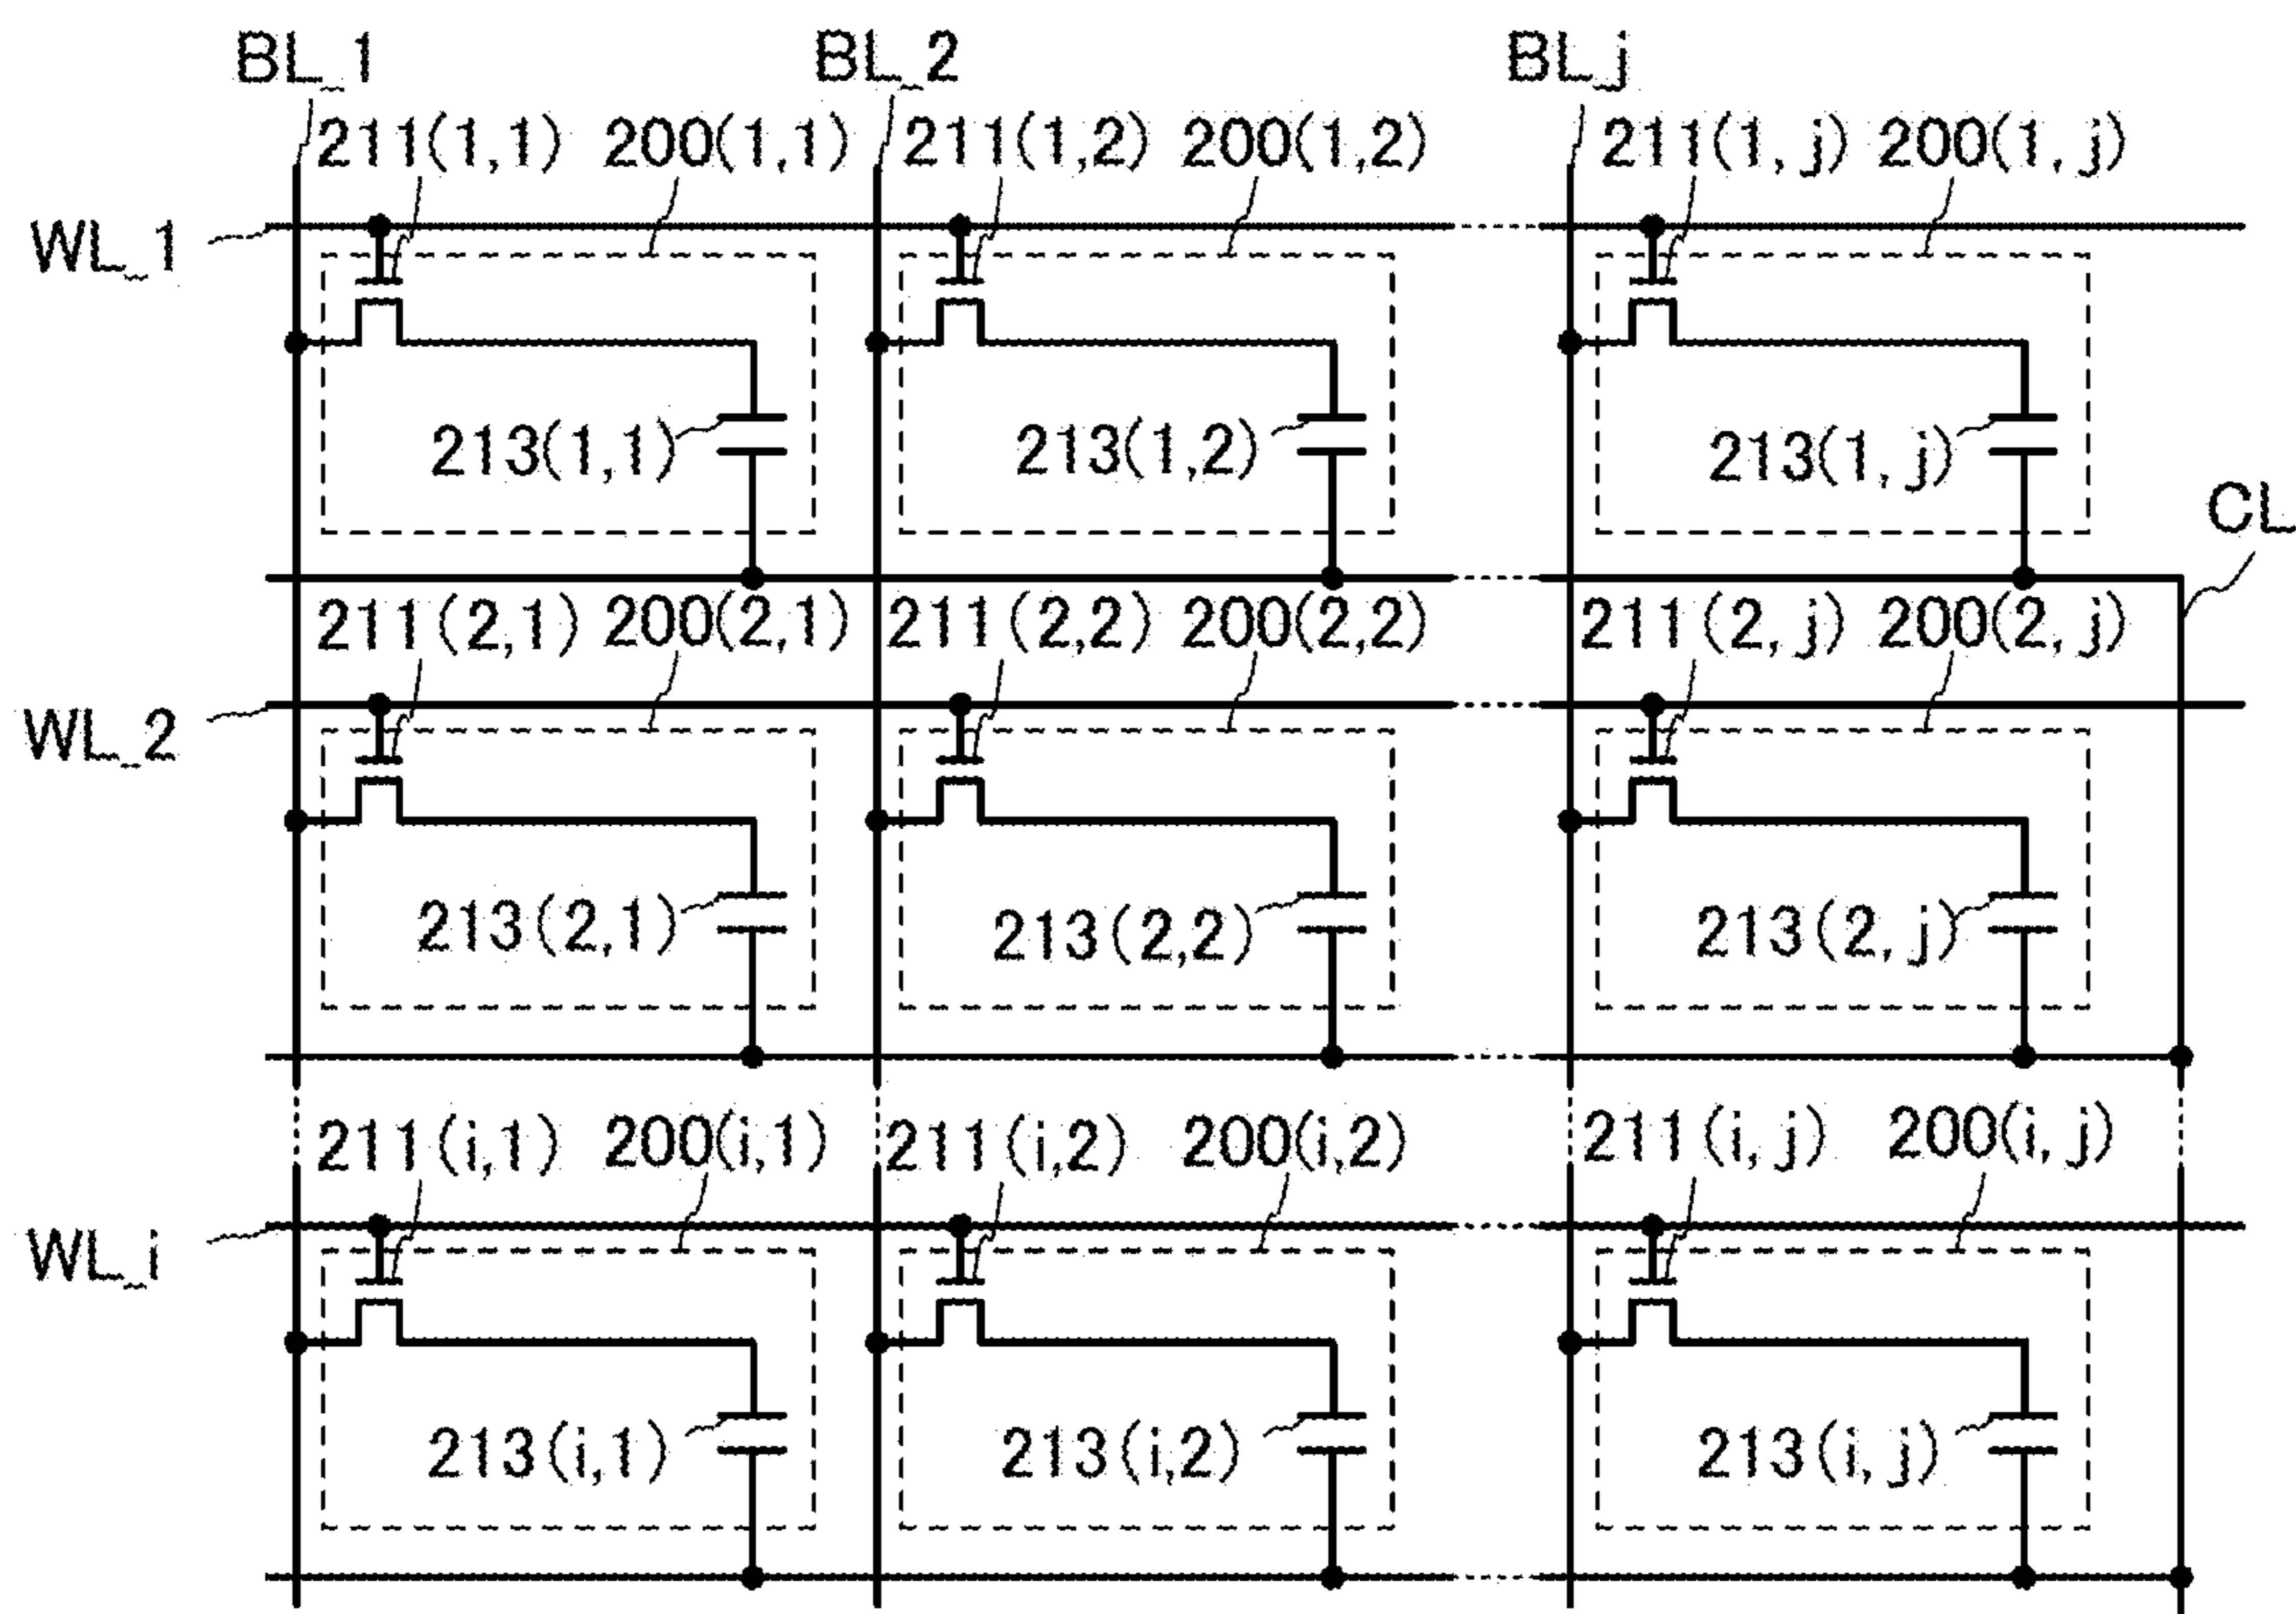 BL_1 BL_2 BL_j
211(1,1) 200(1,1) 211(1,2) 200(1,2) 211(1,j) 200(1,j)
WL_1
213(1,1) 213(1,2) 213(1,j)
CL
211(2,1) 200(2,1) 211(2,2) 200(2,2) 211(2,j) 200(2,j)
WL_2
213(2,1) 213(2,2) 213(2,j)
211(i,1) 200(i,1) 211(i,2) 200(i,2) 211(i,j) 200(i,j)
WL_i
213(i,1) 213(i,2) 213(i,j)